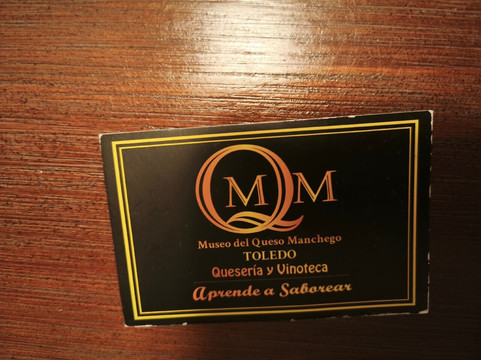 QMM
Museo del Queso Manchego
TOLEDO
Quesería y Vinoteca
Aprende a Saborear